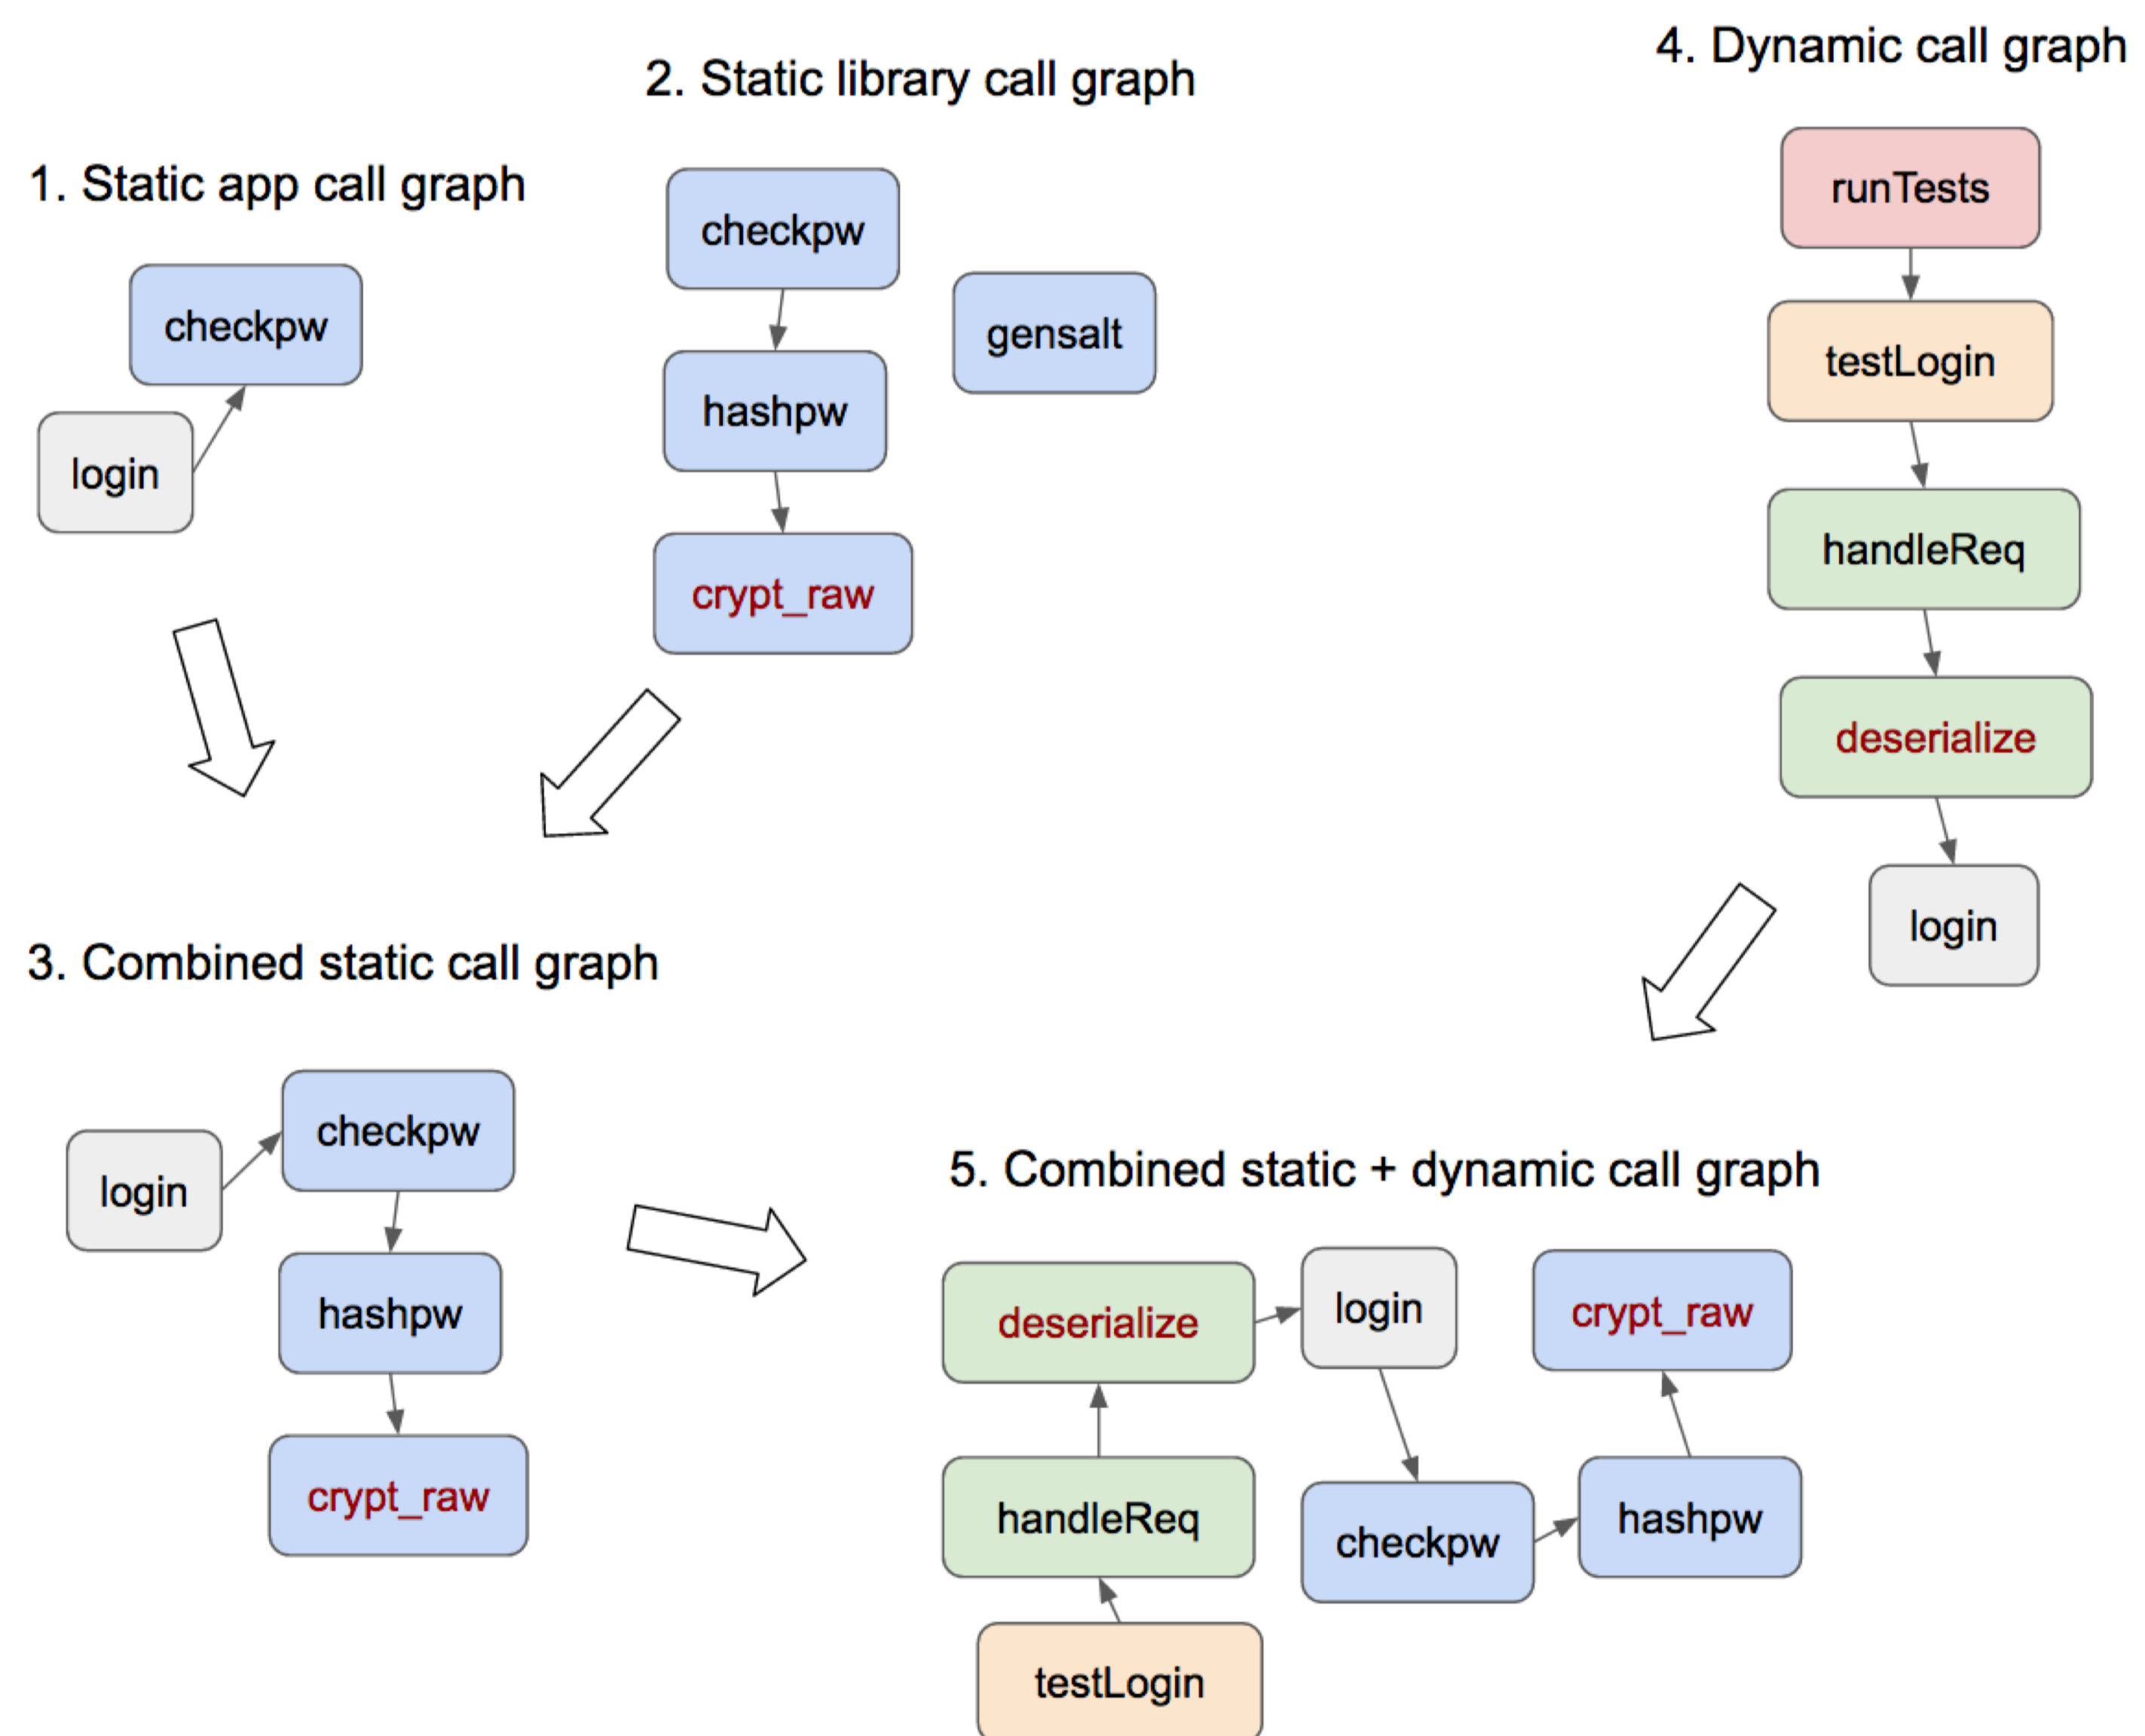 1. Static app call graph
checkpw
login
2. Static library call graph
checkpw
gensalt
hashpw
crypt_raw
3. Combined static call graph
login
checkpw
hashpw
crypt_raw
4. Dynamic call graph
runTests
testLogin
handleReq
deserialize
login
5. Combined static + dynamic call graph
deserialize
login
crypt_raw
handleReq
checkpw
hashpw
testLogin